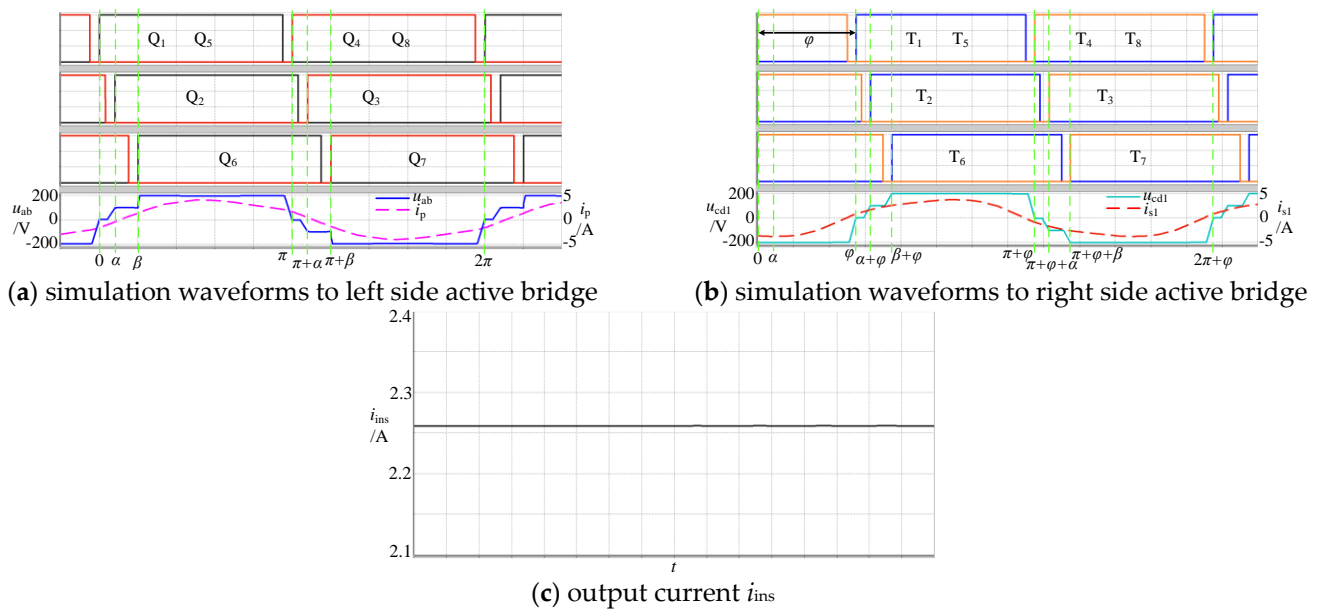 Q1 Q5 Q4 Q8
Q2 Q3
Q6 Q7
200
uab
/V
0
-200
uab
ip
5
ip
0
/A
-5
0 α β π π+α π+β 2π
(a) simulation waveforms to left side active bridge
φ
T1 T5 T4 T8
T2 T3
T6 T7
200
ucd1
/V
0
-200
ucd1
is1
5
is1
0
/A
-5
0 α φ α+φ β+φ π+φ π+φ+α π+φ+β 2π+φ
(b) simulation waveforms to right side active bridge
2.4
2.3
iins
/A
2.2
2.1
t
(c) output current iins